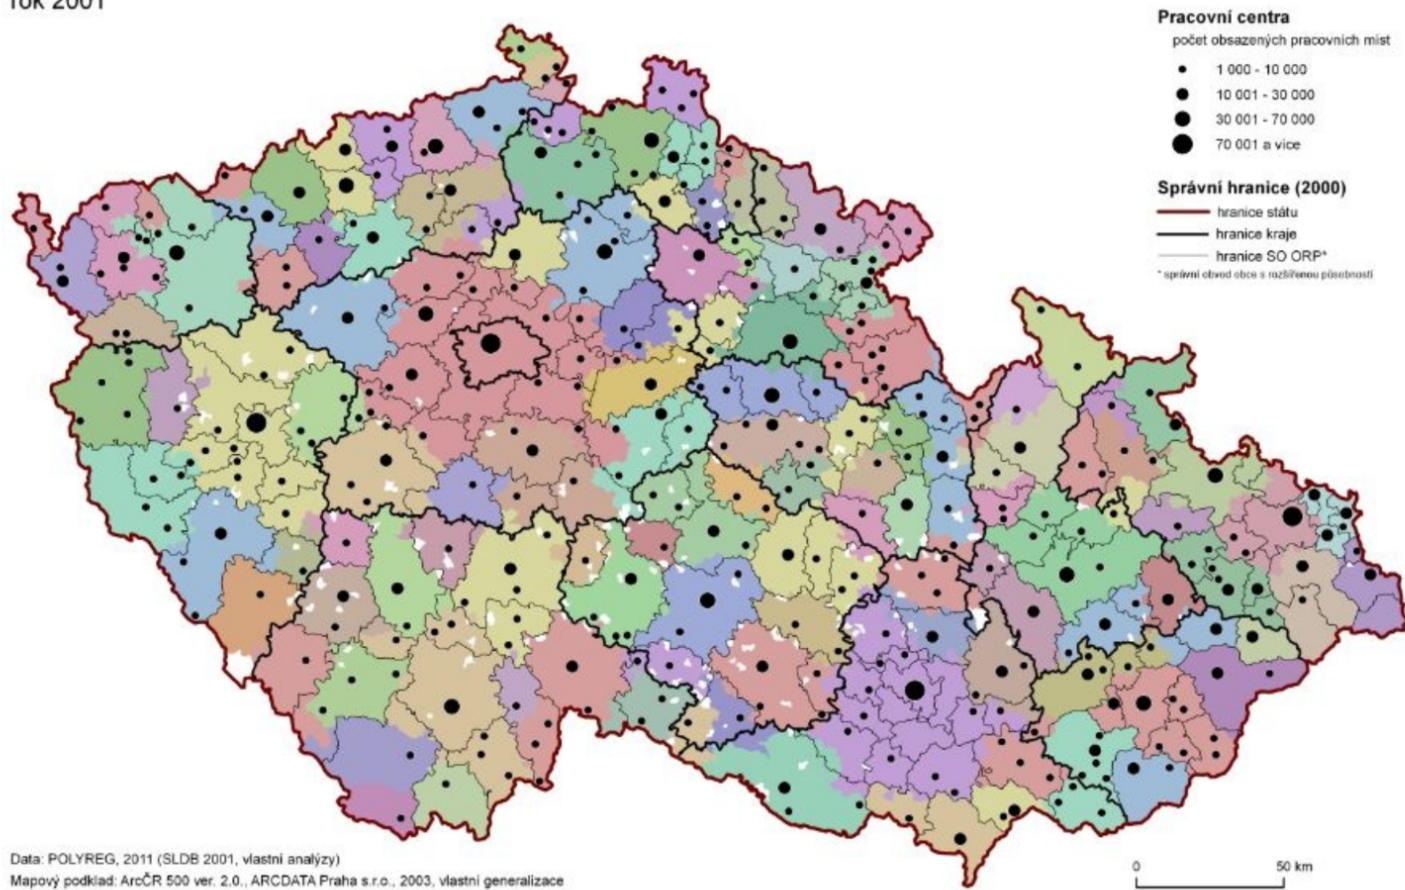 rok 2001
Pracovní centra
počet obsazených pracovních míst
1 000 - 10 000
10 001 - 30 000
30 001 - 70 000
70 001 a více
Správní hranice (2000)
hranice státu
hranice kraje
hranice SO ORP*
* správní obvod obce s rozšířenou působností
Data: POLYREG, 2011 (SLDB 2001, vlastní analýzy)
Mapový podklad: ArcČR 500 ver. 2.0., ARCDATA Praha s.r.o., 2003, vlastní generalizace
0 50 km